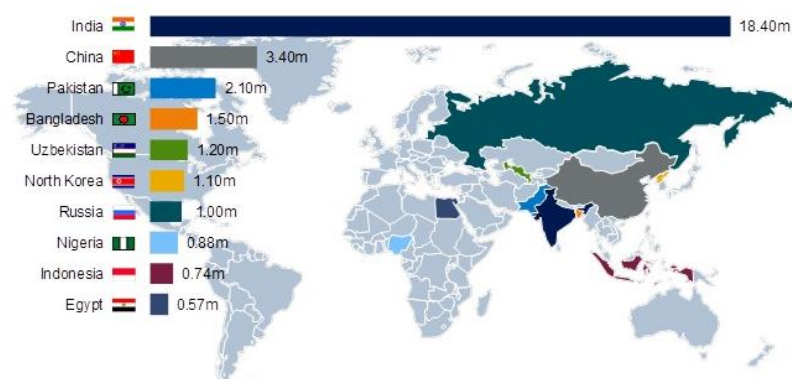 India 18.40m
China 3.40m
Pakistan 2.10m
Bangladesh 1.50m
Uzbekistan 1.20m
North Korea 1.10m
Russia 1.00m
Nigeria 0.88m
Indonesia 0.74m
Egypt 0.57m